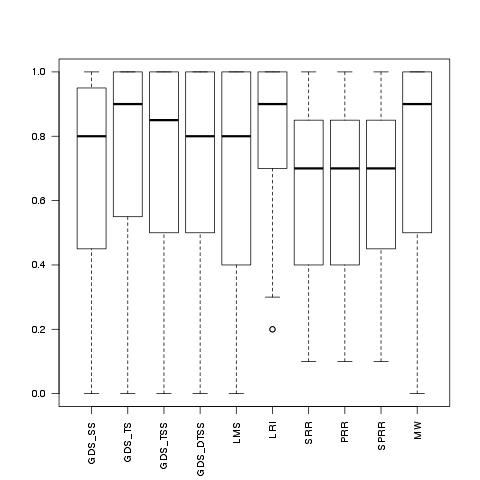 1.0
0.8
0.6
0.4
0.2
0.0
GDS_SS
GDS_TS
GDS_TSS
GDS_DTSS
LMS
LRI
SRR
PRR
SPRR
MW